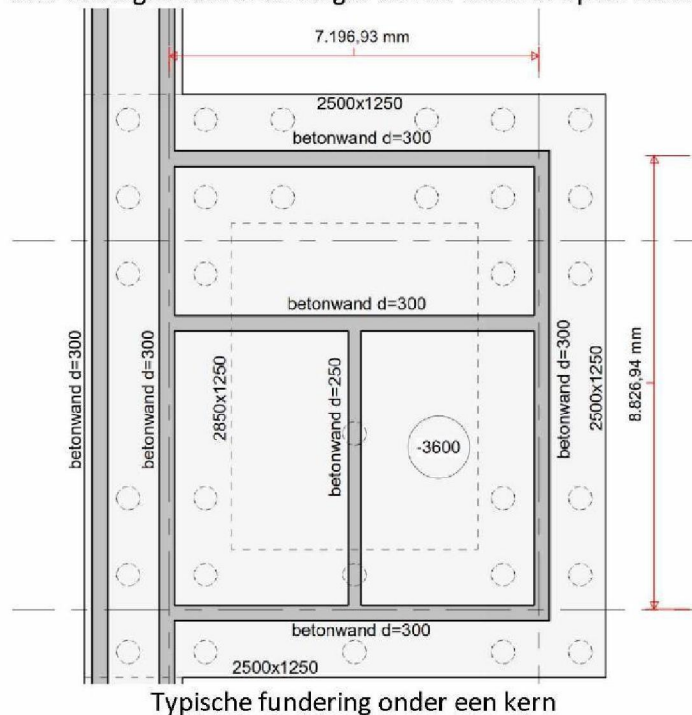 7.196,93 mm
2500x1250
betonwand d=300
betonwand d=300
betonwand d=300
betonwand d=300
2850x1250
betonwand d=250
-3600
betonwand d=300
2500x1250
8.826,94 mm
betonwand d=300
2500x1250
Typische fundering onder een kern